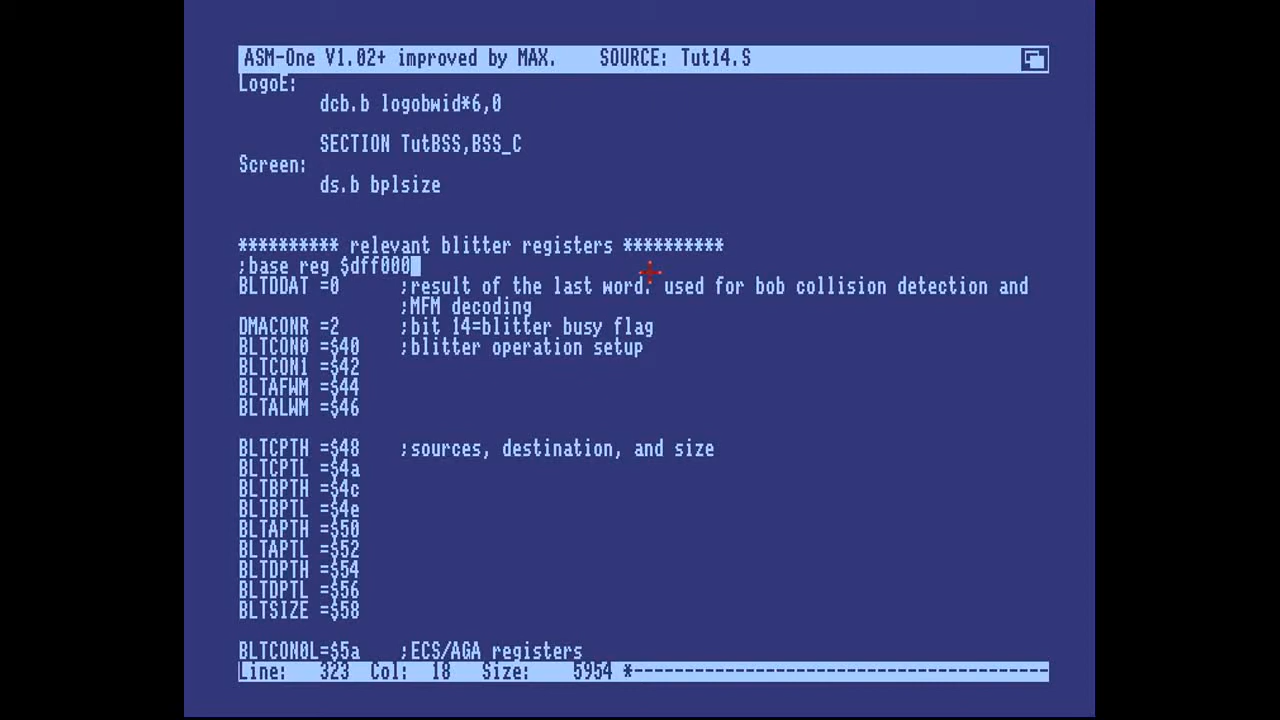 ASM-One V1.02+ improved by MAX. SOURCE: Tut14.S
LogoE:
dcb.b logobwid*6,0
SECTION TutBSS,BSS_C
Screen:
ds.b bplsize
********** relevant blitter registers **********
;base reg $dff000
BLTDDAT =0 ;result of the last word. used for bob collision detection and
;MFM decoding
DMACONR =2 ;bit 14=blitter busy flag
BLTCON0 =$40 ;blitter operation setup
BLTCON1 =$42
BLTAFWM =$44
BLTALWM =$46
BLTCPTH =$48 ;sources, destination, and size
BLTCPTL =$4a
BLTBPTH =$4c
BLTBPTL =$4e
BLTAPTH =$50
BLTAPTL =$52
BLTDPTH =$54
BLTDPTL =$56
BLTSIZE =$58
BLTCON0L=$5a ;ECS/AGA registers
Line: 323 Col: 18 Size: 5954 *-----------------------------------------